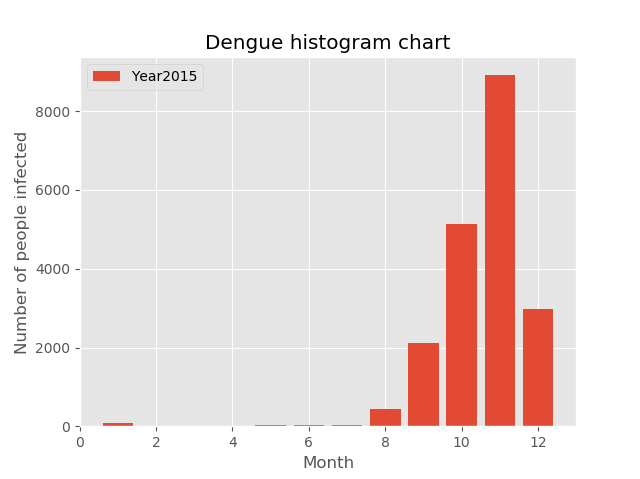 Dengue histogram chart
Year2015
Number of people infected
8000
6000
4000
2000
0
0 2 4 6 8 10 12
Month